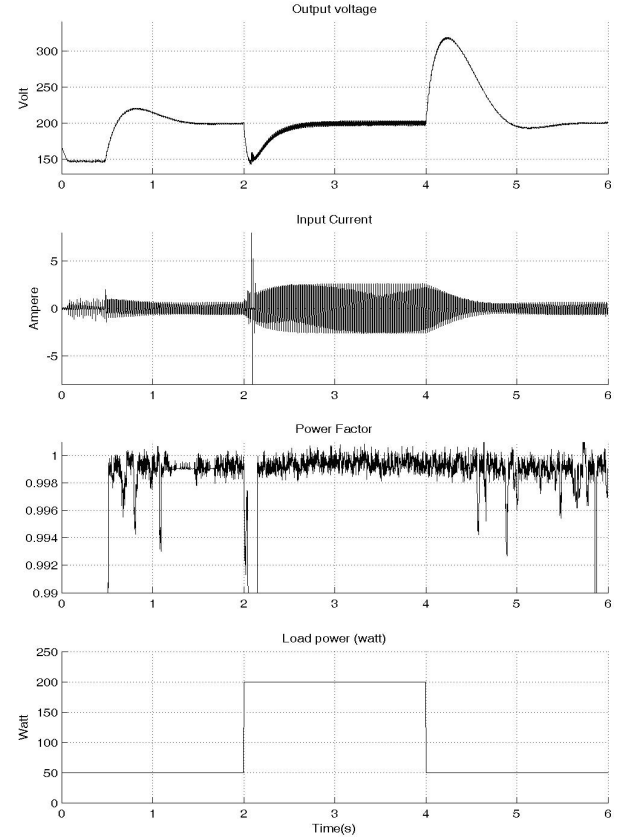 Output voltage
300
250
200
150
Volt
0 1 2 3 4 5 6
Input Current
5
0
-5
Ampere
0 1 2 3 4 5 6
Power Factor
1
0.998
0.996
0.994
0.992
0.99
0 1 2 3 4 5 6
Load power (watt)
250
200
150
100
50
0
Watt
0 1 2 3 4 5 6
Time(s)